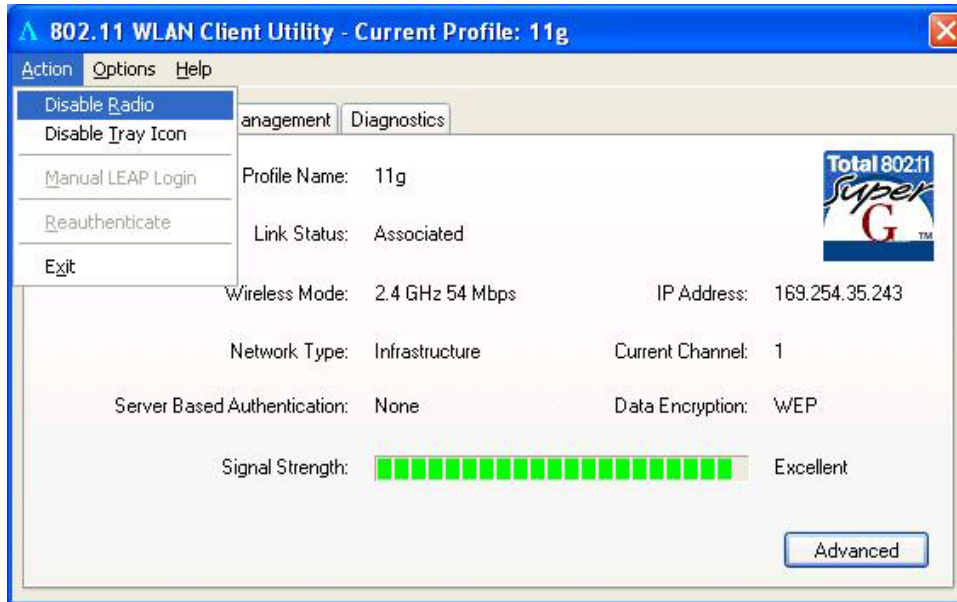 802.11 WLAN Client Utility - Current Profile: 11g
Action Options Help
Disable Radio
Disable Tray Icon
Manual LEAP Login
Reauthenticate
Exit
anagement Diagnostics
Total 802.11
Super
G TM
Profile Name: 11g
Link Status: Associated
Wireless Mode: 2.4 GHz 54 Mbps IP Address: 169.254.35.243
Network Type: Infrastructure Current Channel: 1
Server Based Authentication: None Data Encryption: WEP
Signal Strength: Excellent
Advanced